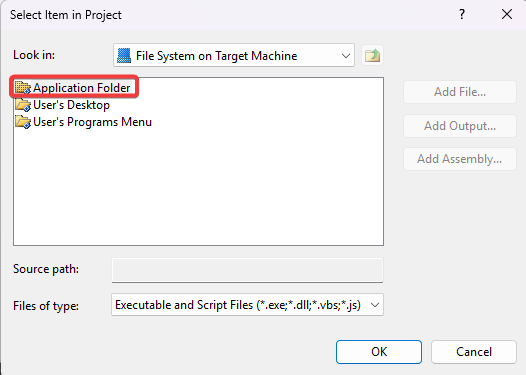 Select Item in Project
?
Look in:
File System on Target Machine
Application Folder
User's Desktop
User's Programs Menu
Add File...
Add Output...
Add Assembly...
Source path:
Files of type:
Executable and Script Files (*.exe;*.dll;*.vbs;*.js)
OK
Cancel